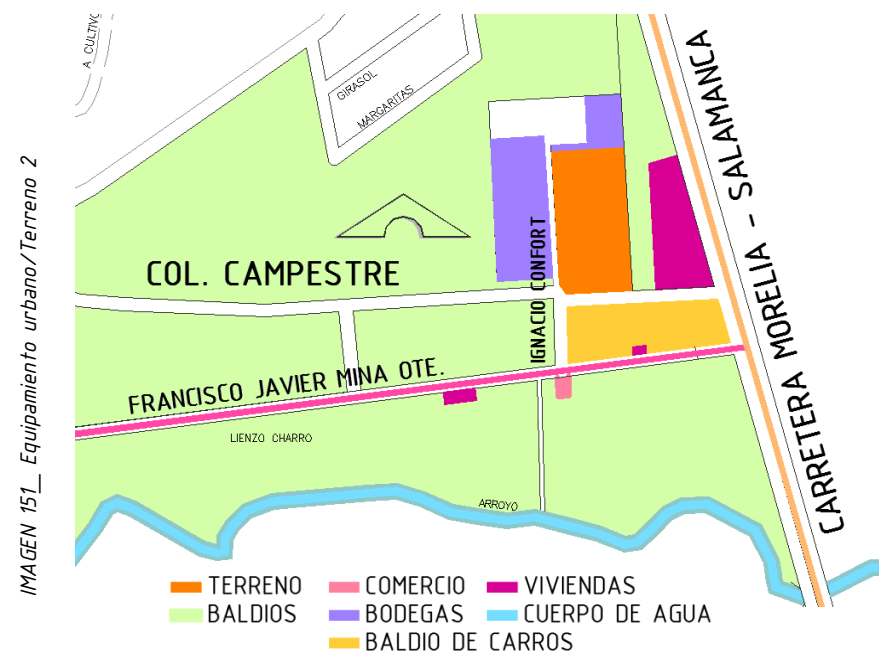 A CULTIVO
GIRASOL
MARGARITAS
CARRETERA MORELIA - SALAMANCA
IGNACIO CONFORT
COL. CAMPESTRE
FRANCISCO JAVIER MINA OTE.
LIENZO CHARRO
ARROYO
IMAGEN 151_ Equipamiento urbano/Terreno 2
TERRENO COMERCIO VIVIENDAS
BALDIOS BODEGAS CUERPO DE AGUA
BALDIO DE CARROS